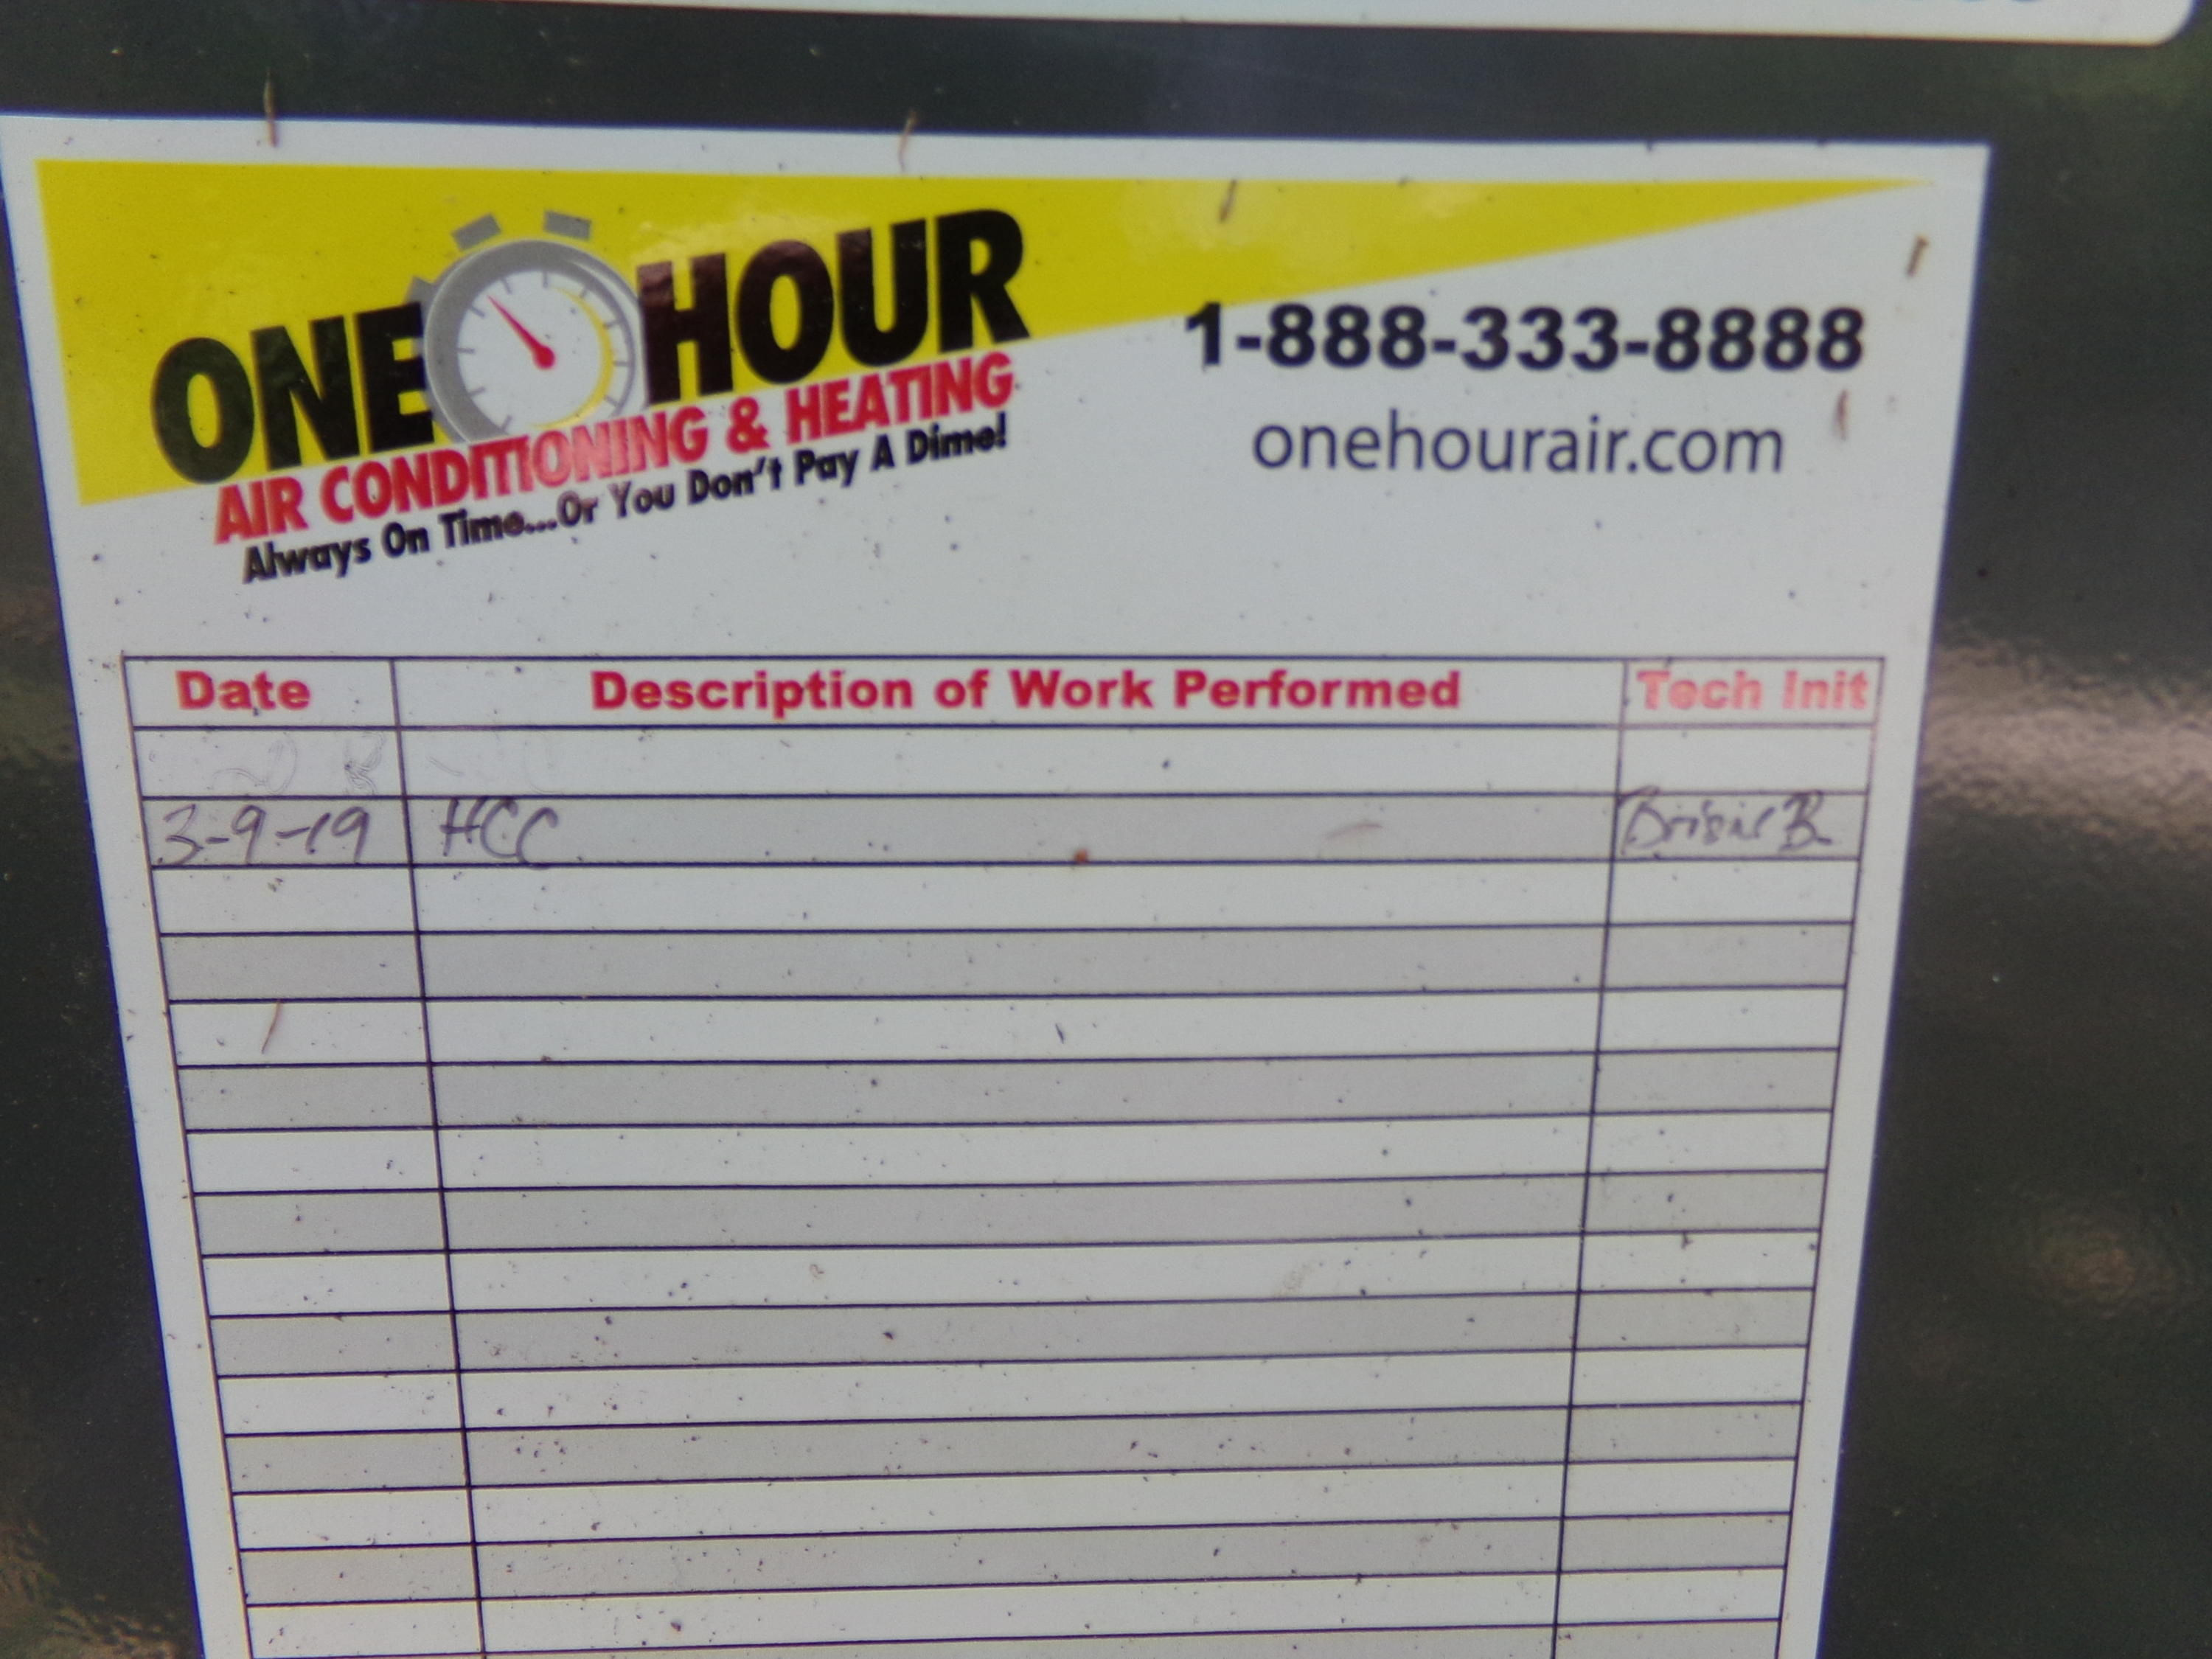 ONE HOUR
AIR CONDITIONING & HEATING
Always On Time...Or You Don't Pay A Dime!
1-888-333-8888
onehourair.com
Date Description of Work Performed Tech Init
3-9-19 HCC B